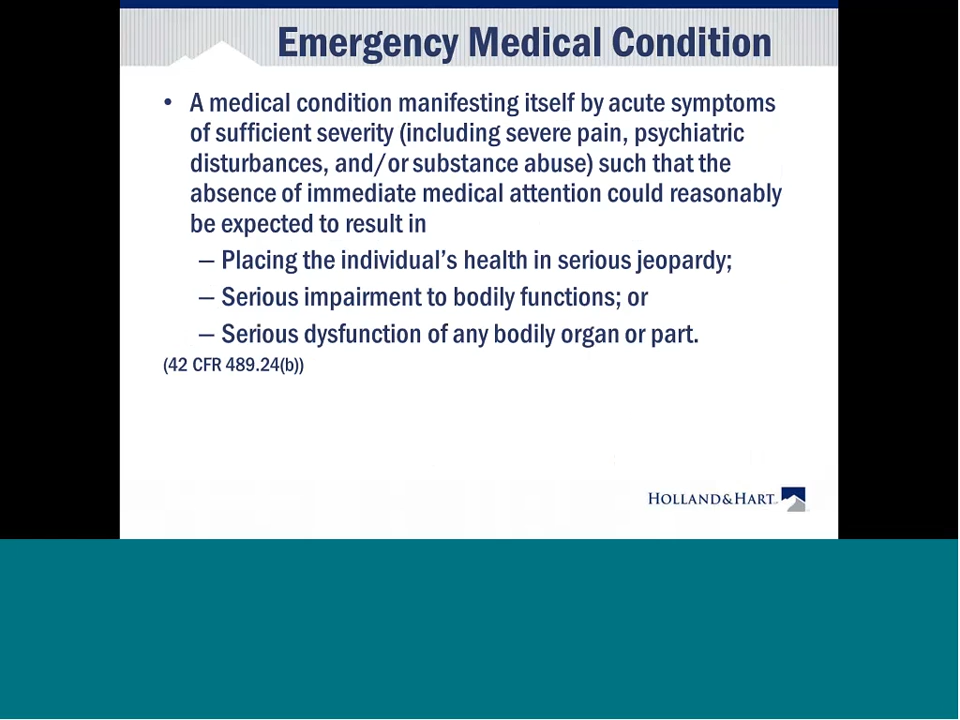 Emergency Medical Condition
• A medical condition manifesting itself by acute symptoms
of sufficient severity (including severe pain, psychiatric
disturbances, and/or substance abuse) such that the
absence of immediate medical attention could reasonably
be expected to result in
– Placing the individual’s health in serious jeopardy;
– Serious impairment to bodily functions; or
– Serious dysfunction of any bodily organ or part.
(42 CFR 489.24(b))
HOLLAND&HART